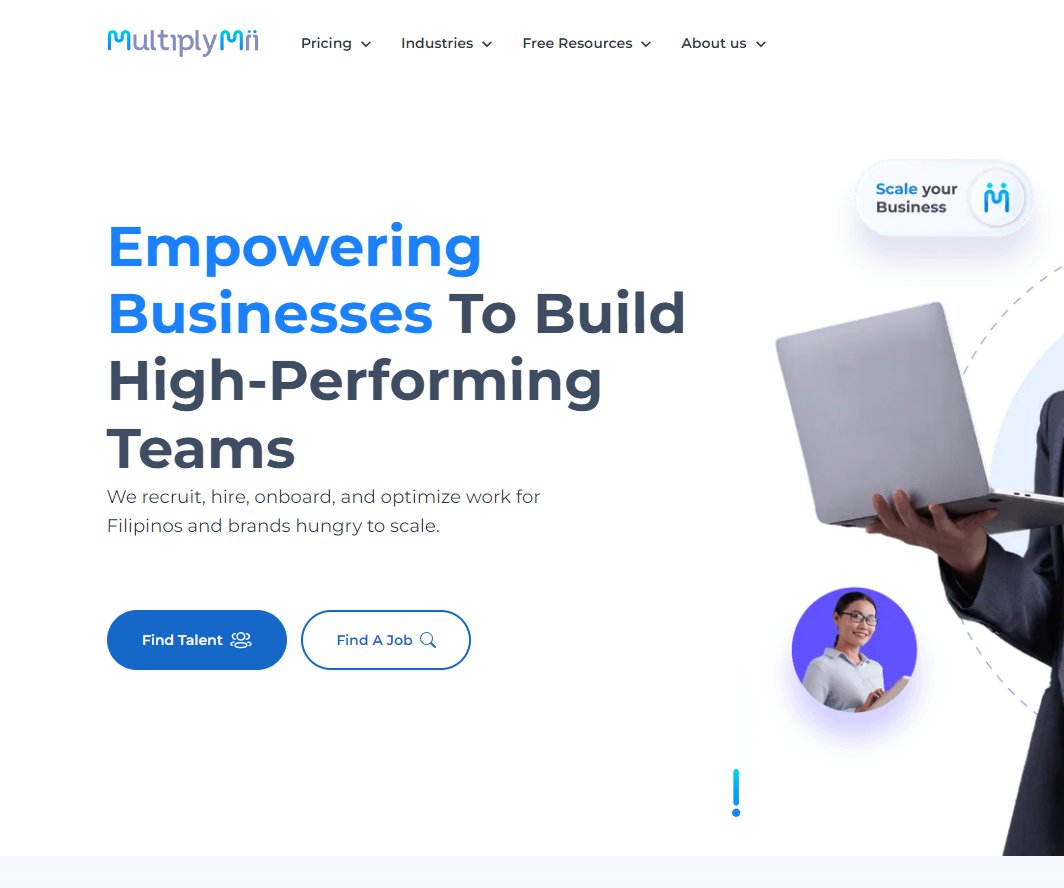 MultiplyMii
Pricing
Industries
Free Resources
About us
Scale your
Business
Empowering
Businesses To Build
High-Performing
Teams
We recruit, hire, onboard, and optimize work for
Filipinos and brands hungry to scale.
Find Talent
Find A Job